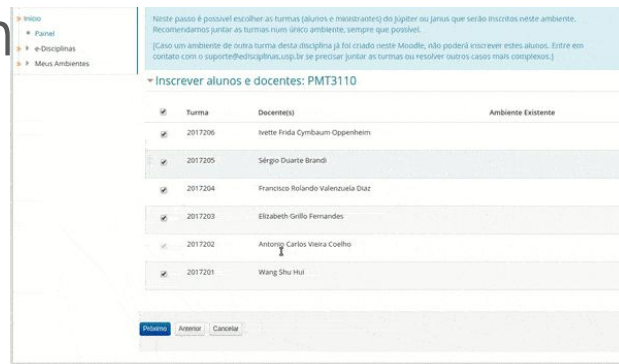 n
Início
Painel
e-Disciplinas
Meus Ambientes
Neste passo é possível escolher as turmas (alunos e ministrantes) do Júpiter ou Janus que serão inscritos neste ambiente.
Recomendamos juntar as turmas num único ambiente, sempre que possível.
[Caso um ambiente de outra turma desta disciplina já foi criado neste Moodle, não poderá inscrever estes alunos. Entre em
contato com o suporte@edisciplinas.usp.br se precisar juntar as turmas ou resolver outros casos mais complexos.]
Inscrever alunos e docentes: PMT3110
Turma Docente(s) Ambiente Existente
2017206 Ivette Frida Cymbaum Oppenheim
2017205 Sérgio Duarte Brandi
2017204 Francisco Rolando Valenzuela Diaz
2017203 Elizabeth Grillo Fernandes
2017202 Antonio Carlos Vieira Coelho
2017201 Wang Shu Hui
Próximo Anterior Cancelar